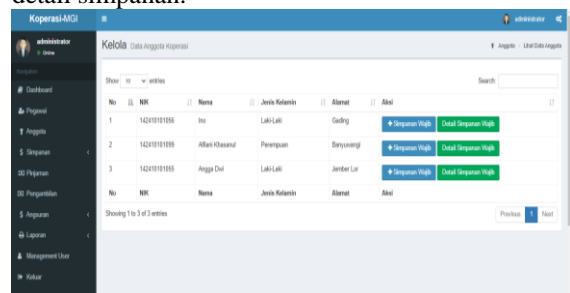 detail simpanan.
Koperasi-MGI
administrator
administrator
Online
Kelola Data Anggota Koperasi
Anggota Lihat Data Anggota
Navigation
Dashboard
Pegawai
Anggota
$ Simpanan
Pinjaman
Pengambilan
$ Angsuran
Laporan
Management User
Keluar
Show 10 entries
Search:
No NIK Nama Jenis Kelamin Alamat Aksi
1 142410101056 Ino Laki-Laki Gading + Simpanan Wajib Detail Simpanan Wajib
2 142410101099 Alfiani Khasanul Perempuan Banyuwangi + Simpanan Wajib Detail Simpanan Wajib
3 142410101055 Angga Dwi Laki-Laki Jember Lor + Simpanan Wajib Detail Simpanan Wajib
No NIK Nama Jenis Kelamin Alamat Aksi
Showing 1 to 3 of 3 entries
Previous 1 Next